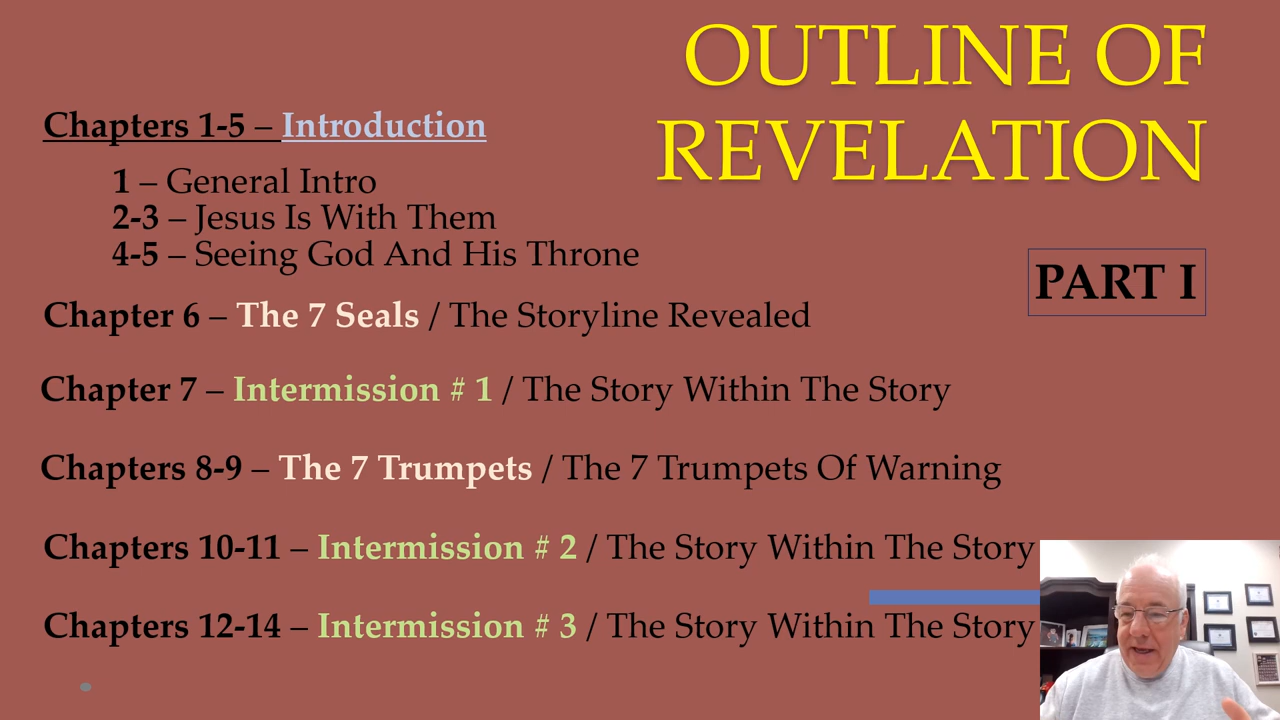 OUTLINE OF
REVELATION
Chapters 1-5 – Introduction
1 – General Intro
2-3 – Jesus Is With Them
4-5 – Seeing God And His Throne
PART I
Chapter 6 – The 7 Seals / The Storyline Revealed
Chapter 7 – Intermission # 1 / The Story Within The Story
Chapters 8-9 – The 7 Trumpets / The 7 Trumpets Of Warning
Chapters 10-11 – Intermission # 2 / The Story Within The Story
Chapters 12-14 – Intermission # 3 / The Story Within The Story